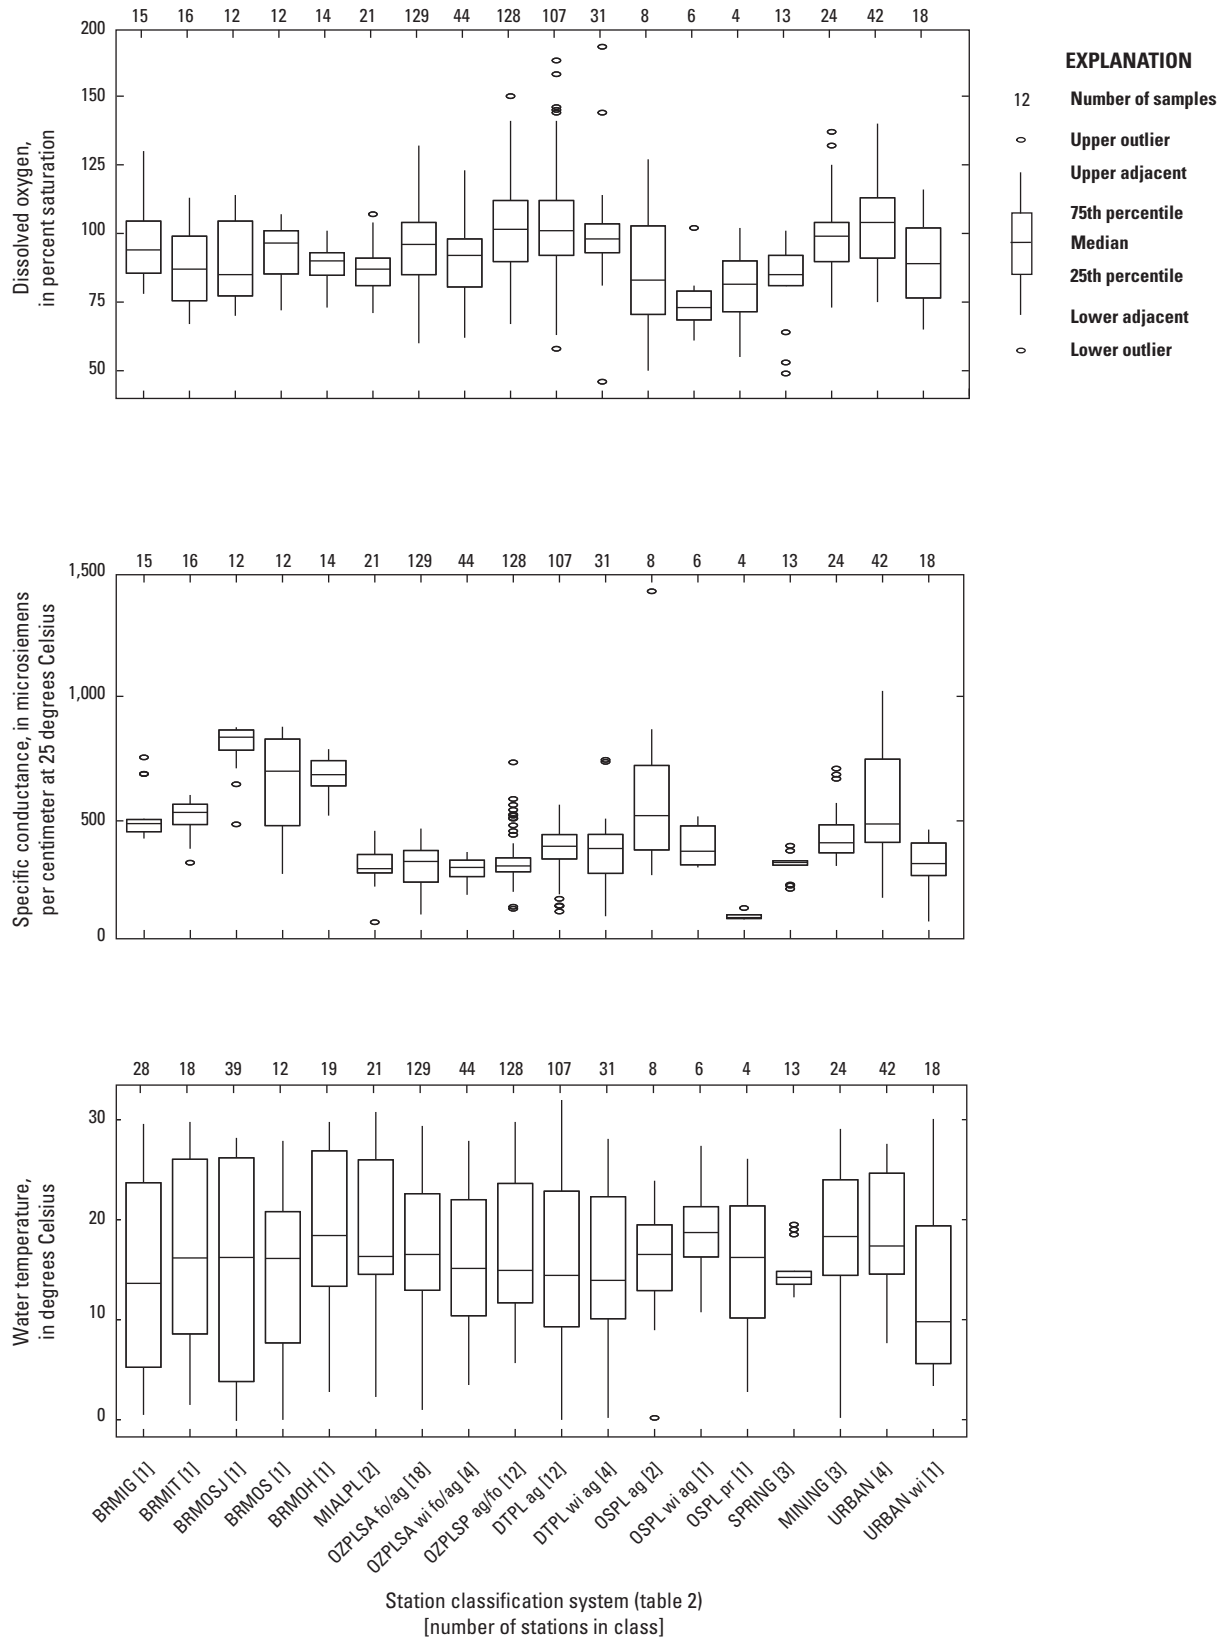 15 16 12 12 14 21 129 44 128 107 31 8 6 4 13 24 42 18
200
150
125
100
75
50
Dissolved oxygen,
in percent saturation
EXPLANATION
12 Number of samples
Upper outlier
Upper adjacent
75th percentile
Median
25th percentile
Lower adjacent
Lower outlier
15 16 12 12 14 21 129 44 128 107 31 8 6 4 13 24 42 18
1,500
1,000
500
0
Specific conductance, in microsiemens
per centimeter at 25 degrees Celsius
28 18 39 12 19 21 129 44 128 107 31 8 6 4 13 24 42 18
30
20
10
0
Water temperature,
in degrees Celsius
BRMIG [1]
BRMIT [1]
BRMOSJ [1]
BRMOS [1]
BRMOH [1]
MIALPL [2]
OZPLSA fo/ag [18]
OZPLSA wi fo/ag [4]
OZPLSP ag/fo [12]
DTPL ag [12]
DTPL wi ag [4]
OSPL ag [2]
OSPL wi ag [1]
OSPL pr [1]
SPRING [3]
MINING [3]
URBAN [4]
URBAN wi [1]
Station classification system (table 2)
[number of stations in class]